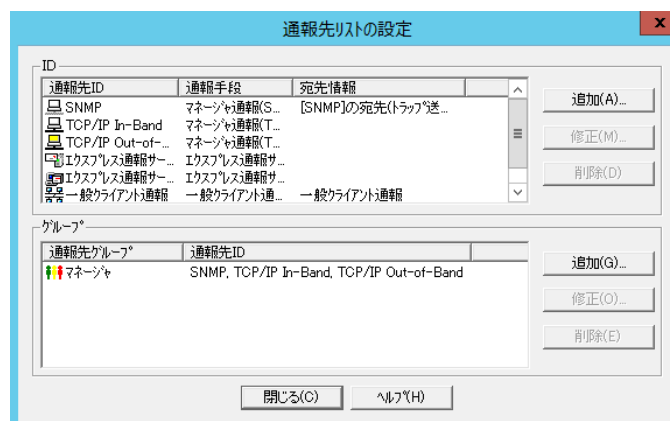 通報先ﾘｽﾄの設定
x
ID
通報先ID 通報手段 宛先情報
SNMP ﾏﾈｰｼﾞｬ通報(S... [SNMP]の宛先(ﾄﾗｯﾌﾟ送...
TCP/IP In-Band ﾏﾈｰｼﾞｬ通報(T...
TCP/IP Out-of-... ﾏﾈｰｼﾞｬ通報(T...
ｴｸｽﾌﾟﾚｽ通報サー... ｴｸｽﾌﾟﾚｽ通報サ...
ｴｸｽﾌﾟﾚｽ通報サー... ｴｸｽﾌﾟﾚｽ通報サ...
一般ｸﾗｲｱﾝﾄ通報 一般ｸﾗｲｱﾝﾄ通... 一般ｸﾗｲｱﾝﾄ通報
追加(A)...
修正(M)...
削除(D)
ｸﾞﾙｰﾌﾟ
通報先ｸﾞﾙｰﾌﾟ 通報先ID
ﾏﾈｰｼﾞｬ SNMP, TCP/IP In-Band, TCP/IP Out-of-Band
追加(G)...
修正(O)...
削除(E)
閉じる(C) ﾍﾙﾌﾟ(H)